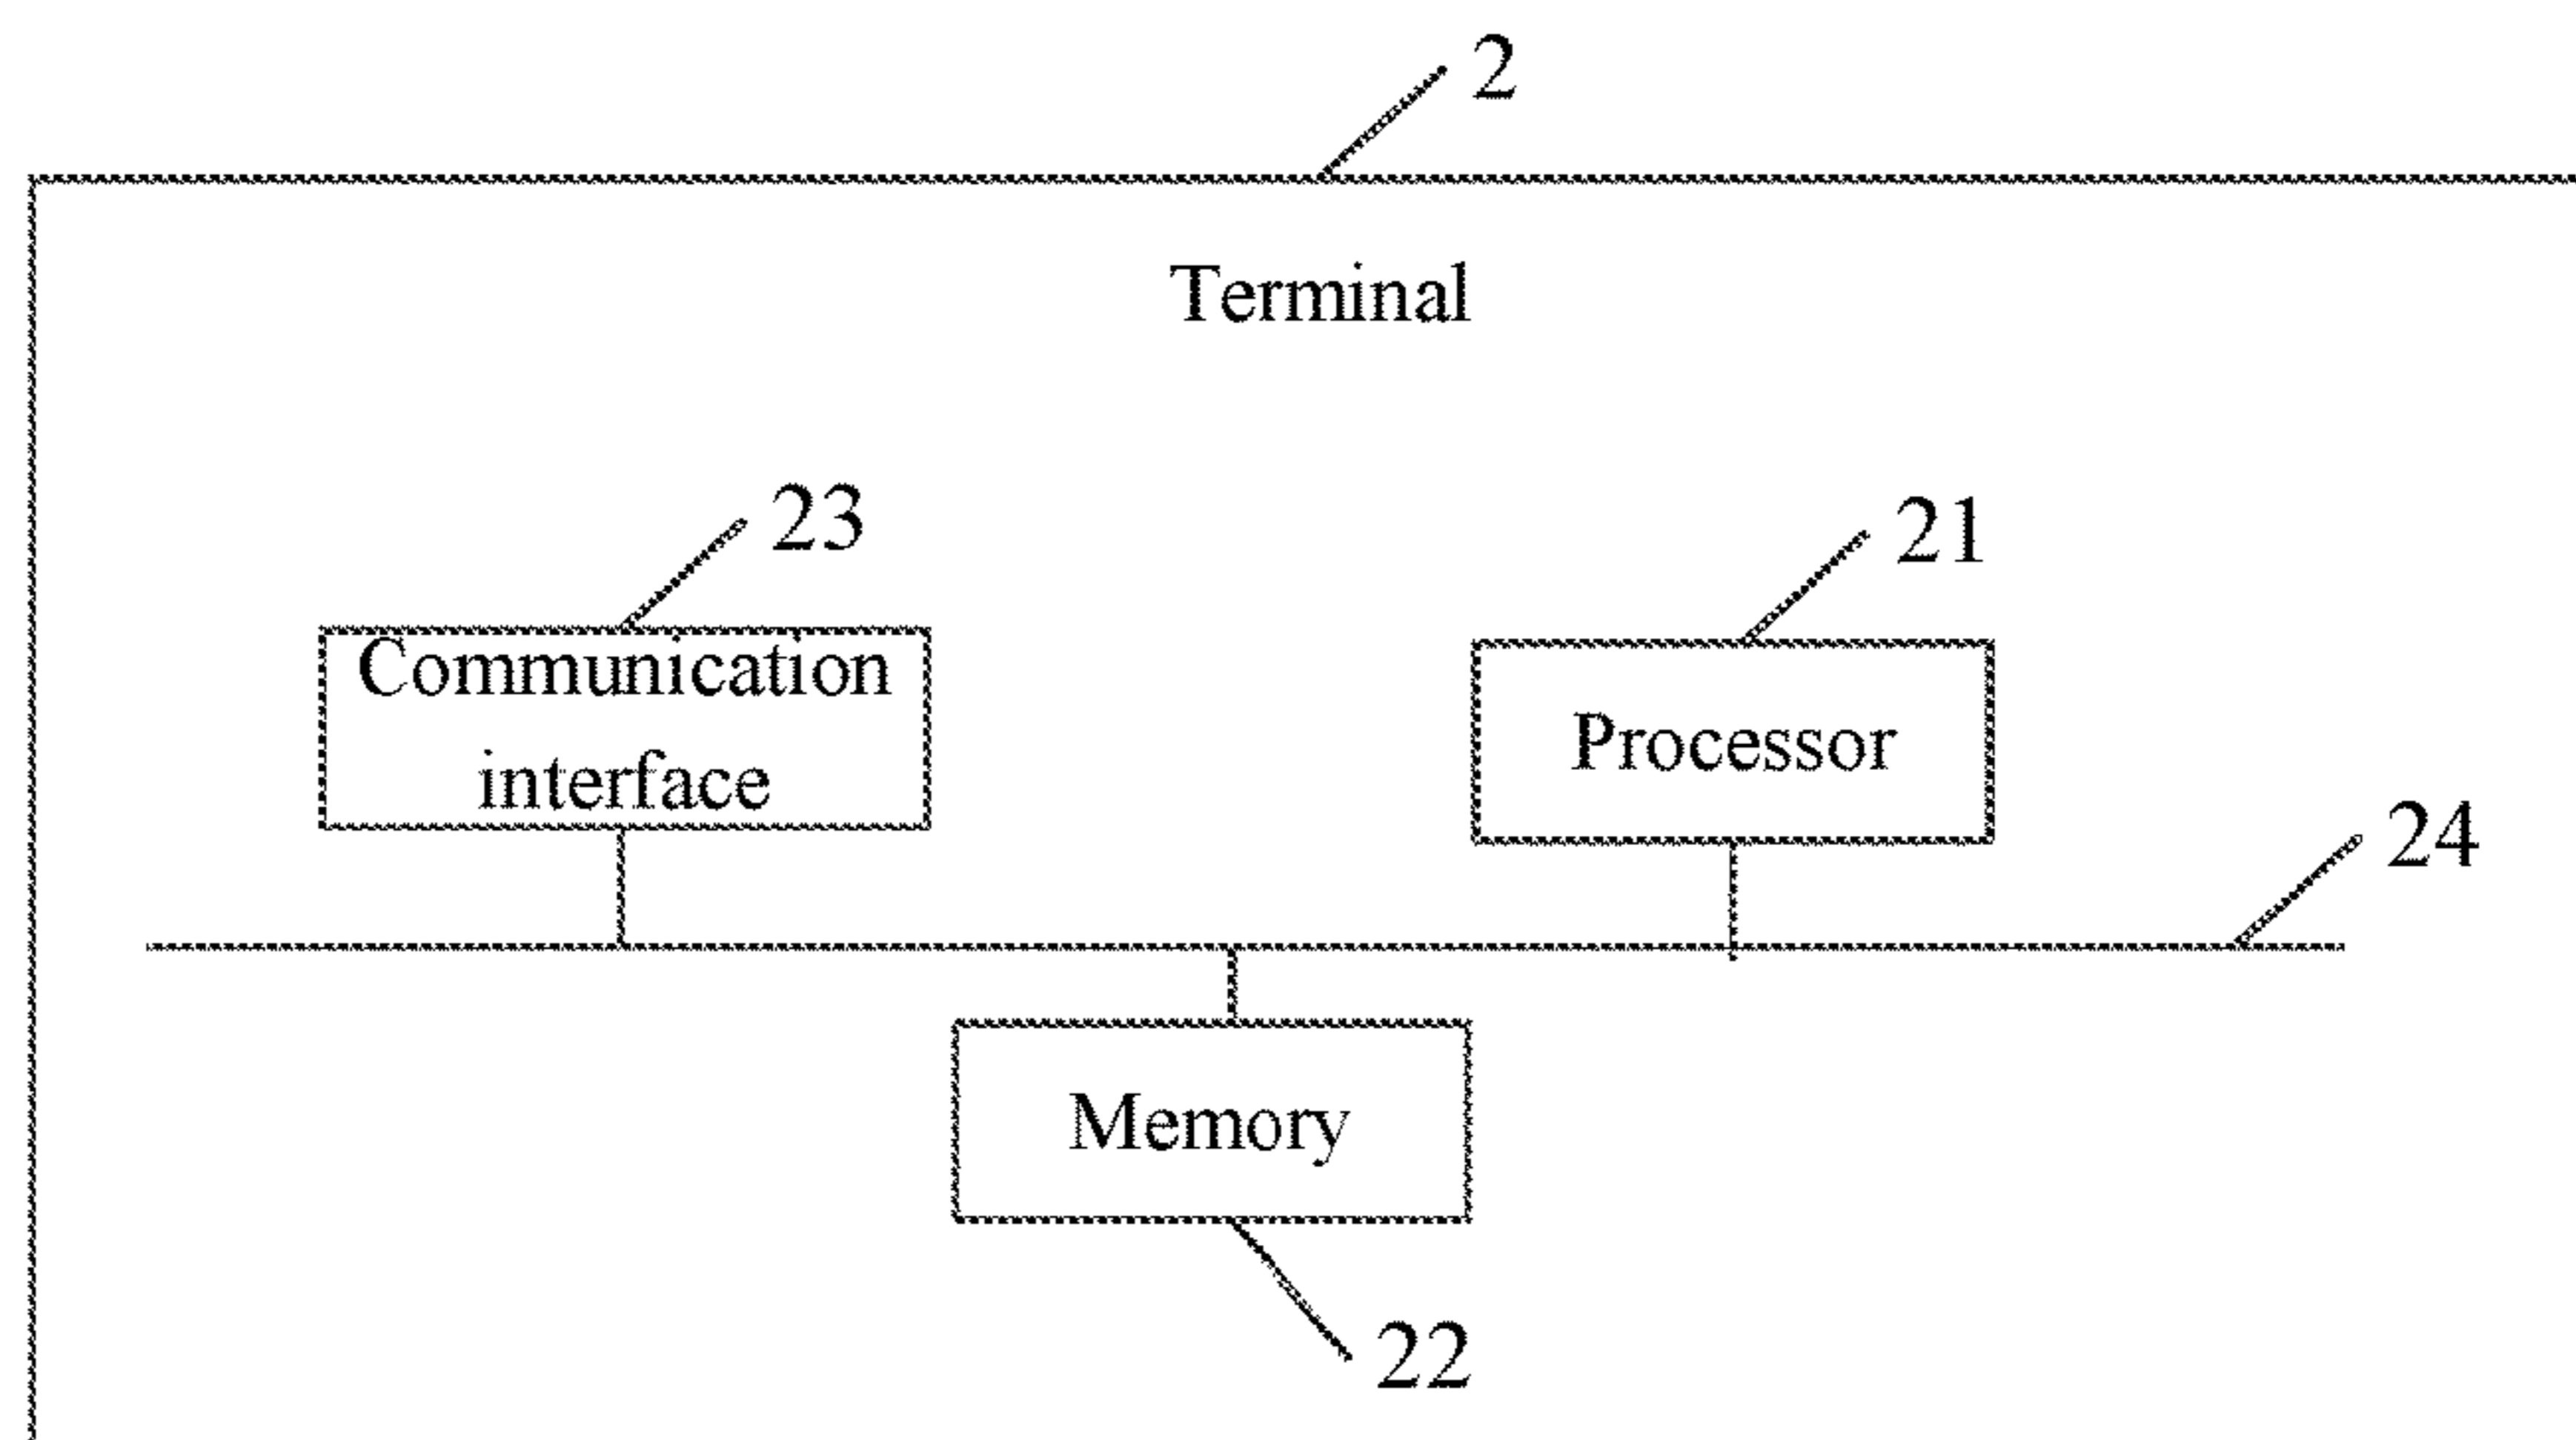 2
Terminal
23
21
Communication
interface
Processor
24
Memory
22